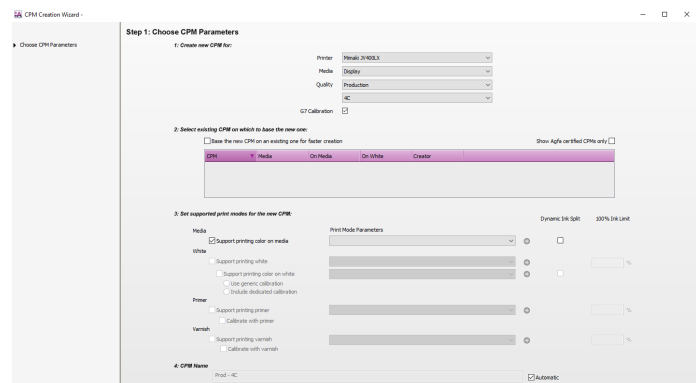 CPM Creation Wizard -
Step 1: Choose CPM Parameters
Choose CPM Parameters
1: Create new CPM for:
Printer Mimaki JV400LX
Media Display
Quality Production
4C
G7 Calibration
2: Select existing CPM on which to base the new one:
Base the new CPM on an existing one for faster creation Show Agfa certified CPMs only
CPM Media On Media On White Creator
3: Set supported print modes for the new CPM:
Dynamic Ink Split 100% Ink Limit
Media Print Mode Parameters
Support printing color on media
White
Support printing white %
Support printing color on white
Use generic calibration
Include dedicated calibration
Primer
Support printing primer %
Calibrate with primer
Varnish
Support printing varnish %
Calibrate with varnish
4: CPM Name
Prod - 4C Automatic